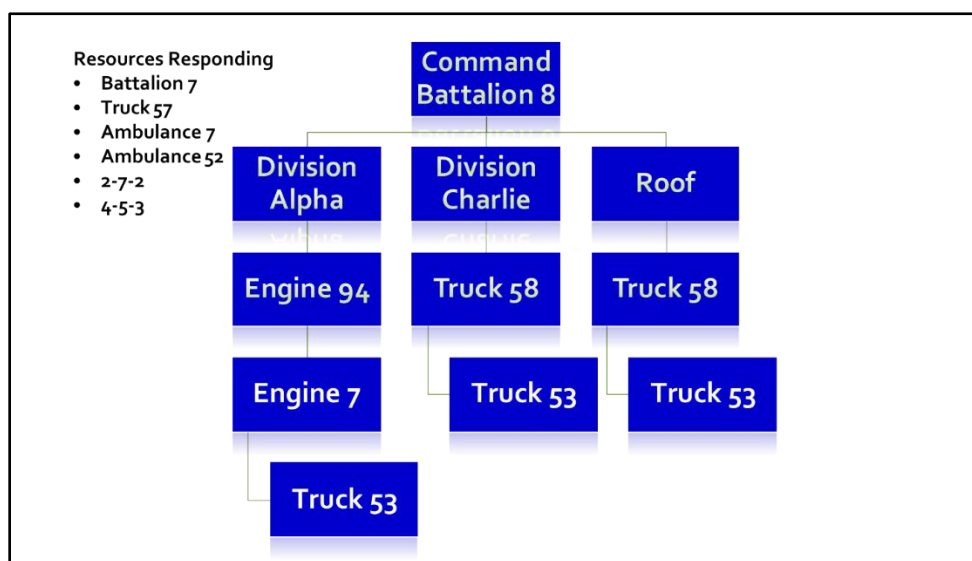 Resources Responding
• Battalion 7
• Truck 57
• Ambulance 7
• Ambulance 52
• 2-7-2
• 4-5-3
Command
Battalion 8
Division
Alpha
Division
Charlie
Roof
Engine 94
Truck 58
Truck 58
Engine 7
Truck 53
Truck 53
Truck 53